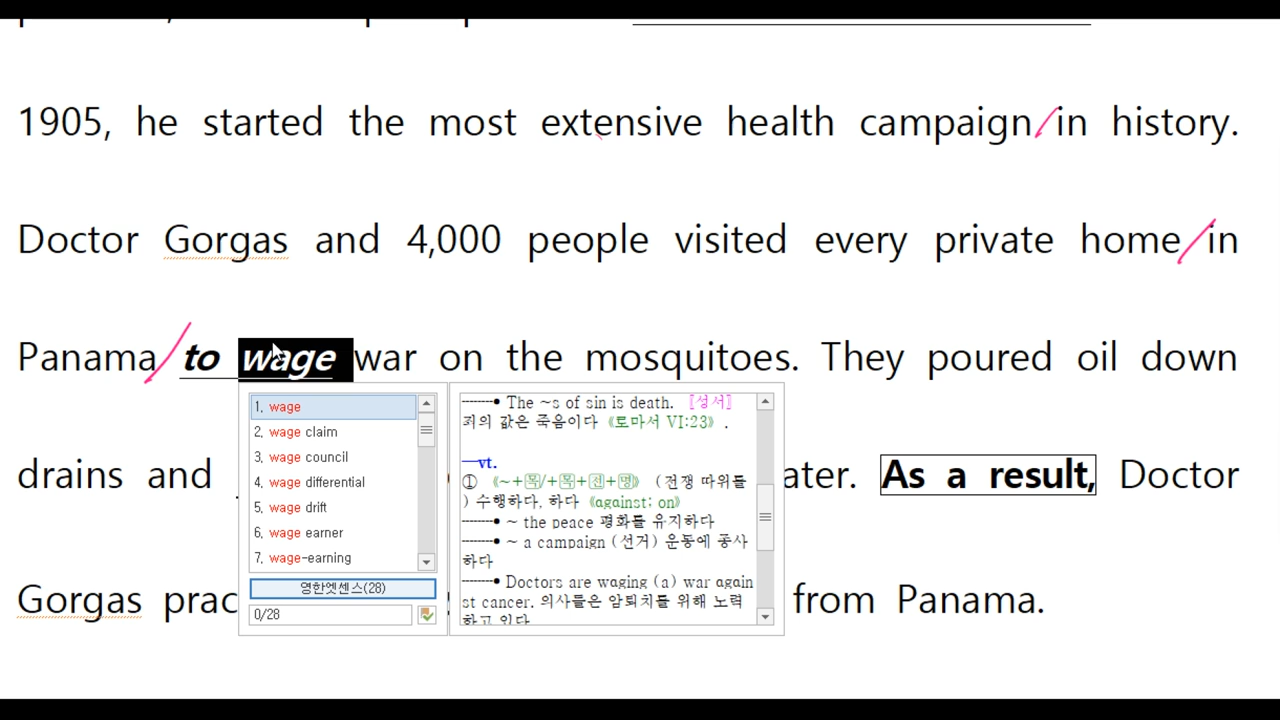 1905, he started the most extensive health campaign in history.
Doctor Gorgas and 4,000 people visited every private home in
Panama to wage war on the mosquitoes. They poured oil down
drains and ater. As a result, Doctor
Gorgas prac from Panama.
1, wage
2, wage claim
3, wage council
4, wage differential
5, wage drift
6, wage earner
7, wage-earning
영한엣센스(28)
0/28
--------• The ~s of sin is death. 〖성서〗
죄의 값은 죽음이다 《로마서 VI:23》 .
―vt.
① 《~+목/+목+전+명》 (전쟁 따위를
) 수행하다, 하다 《against; on》
--------• ~ the peace 평화를 유지하다
--------• ~ a campaign (선거) 운동에 종사
하다
--------• Doctors are waging (a) war again
st cancer. 의사들은 암퇴치를 위해 노력
하고 있다